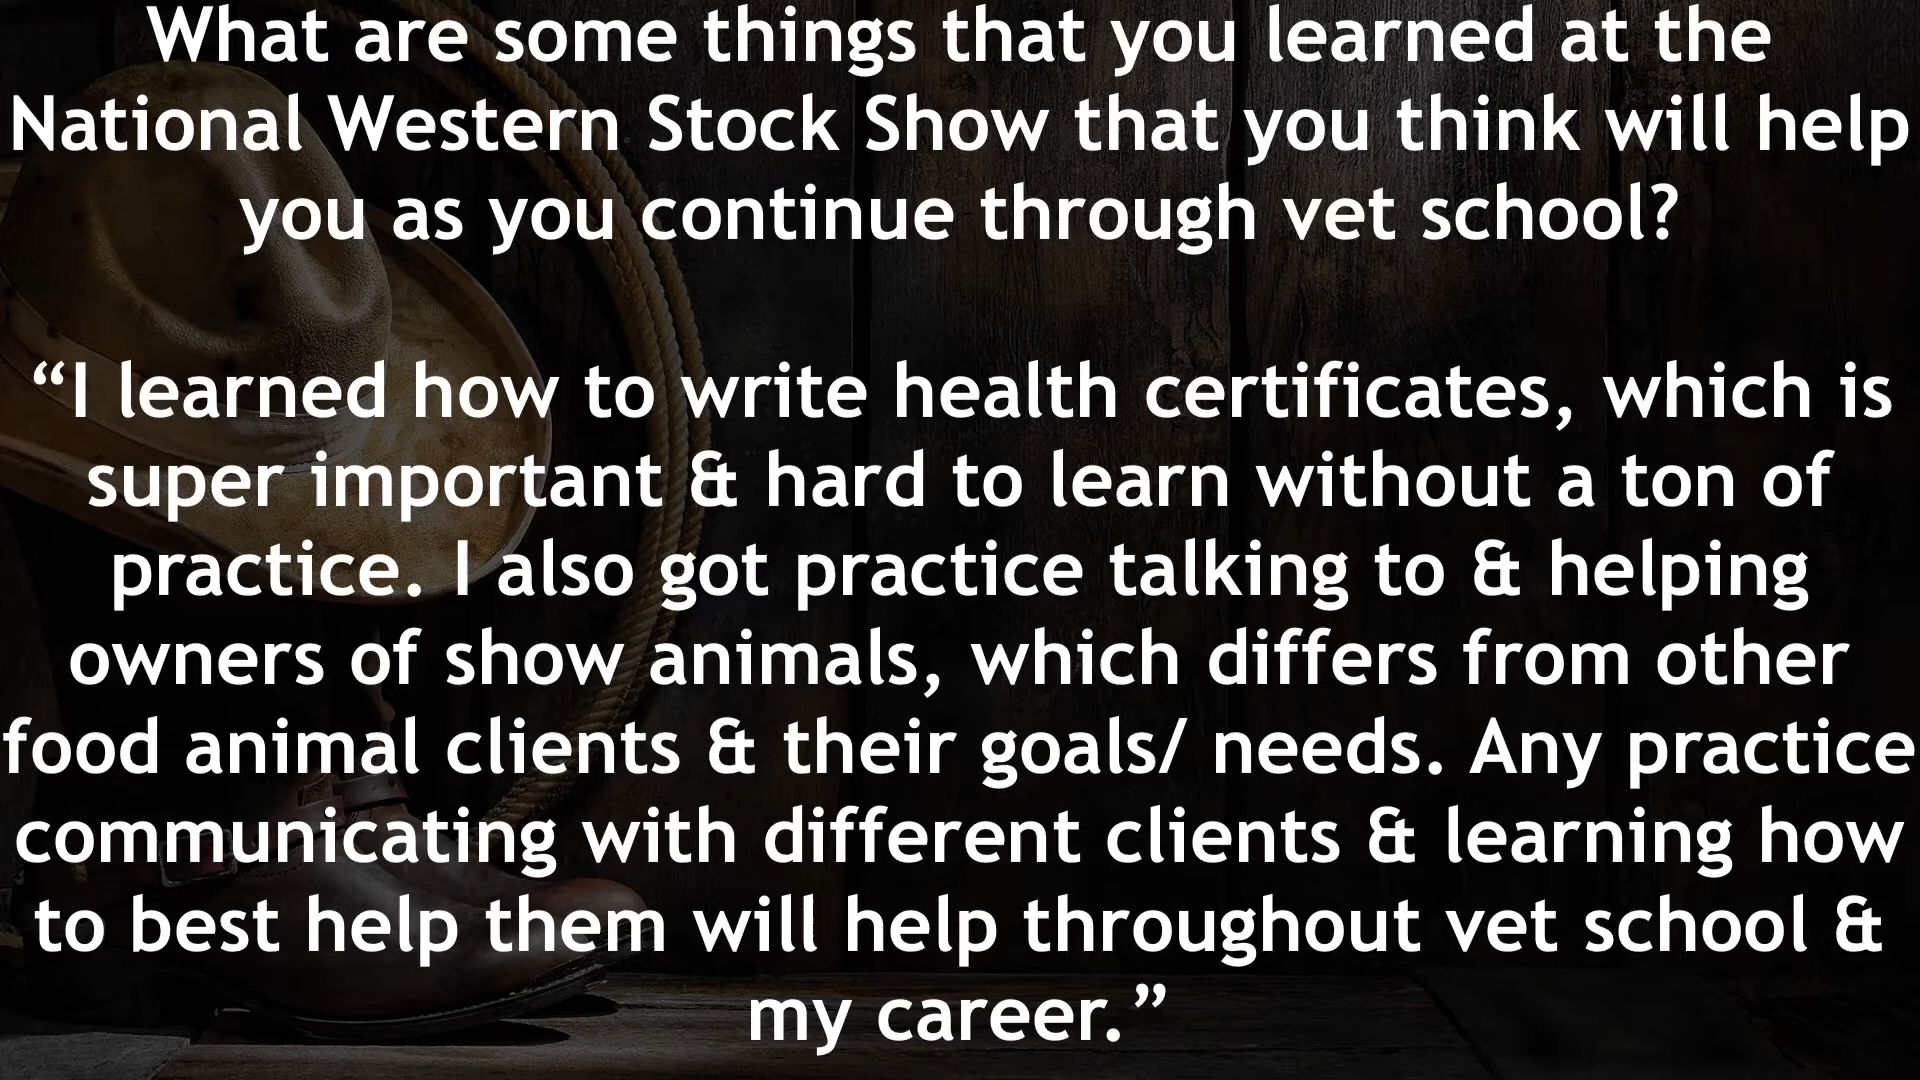 What are some things that you learned at the
National Western Stock Show that you think will help
you as you continue through vet school?
“I learned how to write health certificates, which is
super important & hard to learn without a ton of
practice. I also got practice talking to & helping
owners of show animals, which differs from other
food animal clients & their goals/ needs. Any practice
communicating with different clients & learning how
to best help them will help throughout vet school &
my career.”